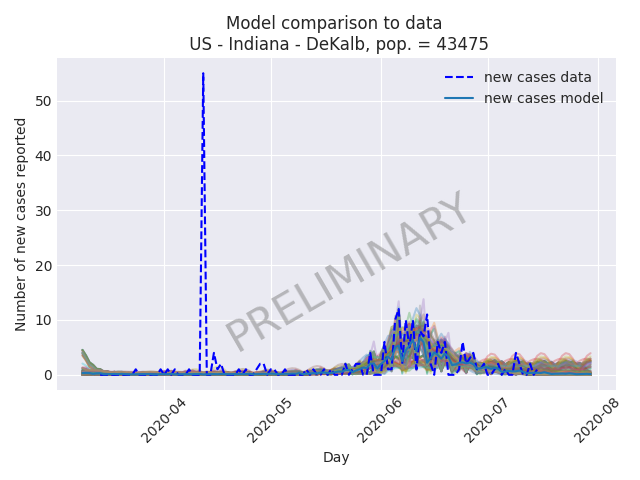 Model comparison to data
US - Indiana - DeKalb, pop. = 43475
new cases data
new cases model
PRELIMINARY
Number of new cases reported
50
40
30
20
10
0
2020-04
2020-05
2020-06
2020-07
2020-08
Day